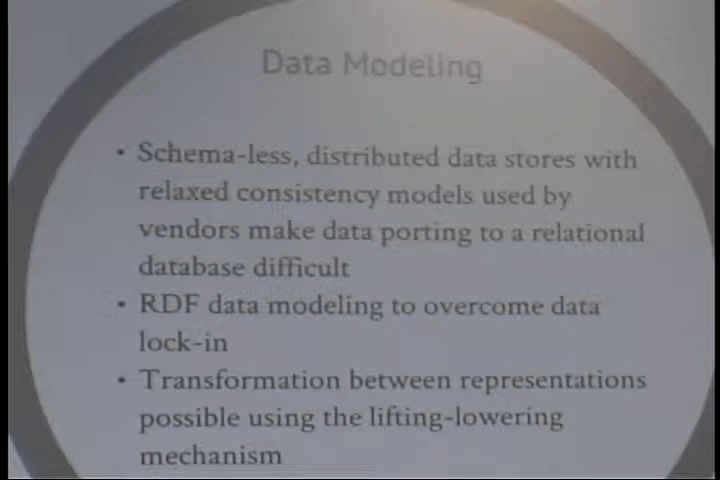 Data Modeling
• Schema-less, distributed data stores with
relaxed consistency models used by
vendors make data porting to a relational
database difficult
• RDF data modeling to overcome data
lock-in
• Transformation between representations
possible using the lifting-lowering
mechanism